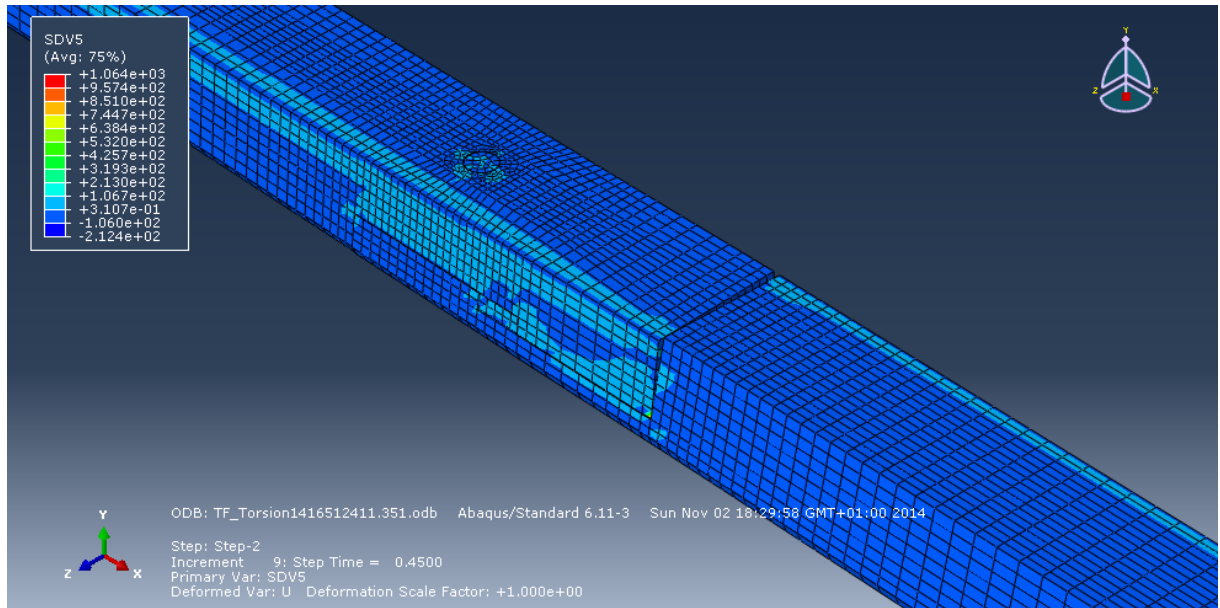 SDV5
(Avg: 75%)
+1.064e+03
+9.574e+02
+8.510e+02
+7.447e+02
+6.384e+02
+5.320e+02
+4.257e+02
+3.193e+02
+2.130e+02
+1.067e+02
+3.107e-01
-1.060e+02
-2.124e+02
Y
Z
X
ODB: TF_Torsion1416512411.351.odb Abaqus/Standard 6.11-3 Sun Nov 02 18:29:58 GMT+01:00 2014
Y
Z
X
Step: Step-2
Increment 9: Step Time = 0.4500
Primary Var: SDV5
Deformed Var: U Deformation Scale Factor: +1.000e+00